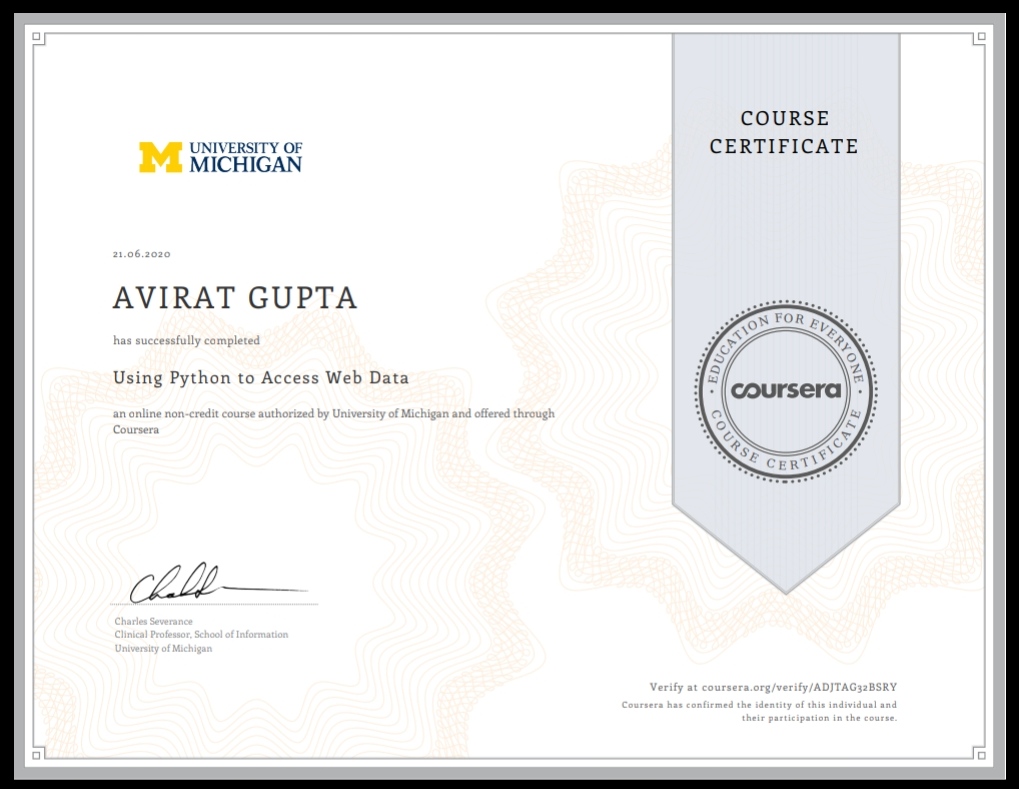 UNIVERSITY OF
MICHIGAN
COURSE
CERTIFICATE
21.06.2020
AVIRAT GUPTA
has successfully completed
Using Python to Access Web Data
an online non-credit course authorized by University of Michigan and offered through
Coursera
EDUCATION FOR EVERYONE
coursera
COURSE CERTIFICATE
Charles Severance
Clinical Professor, School of Information
University of Michigan
Verify at coursera.org/verify/ADJTAG32BSRY
Coursera has confirmed the identity of this individual and
their participation in the course.